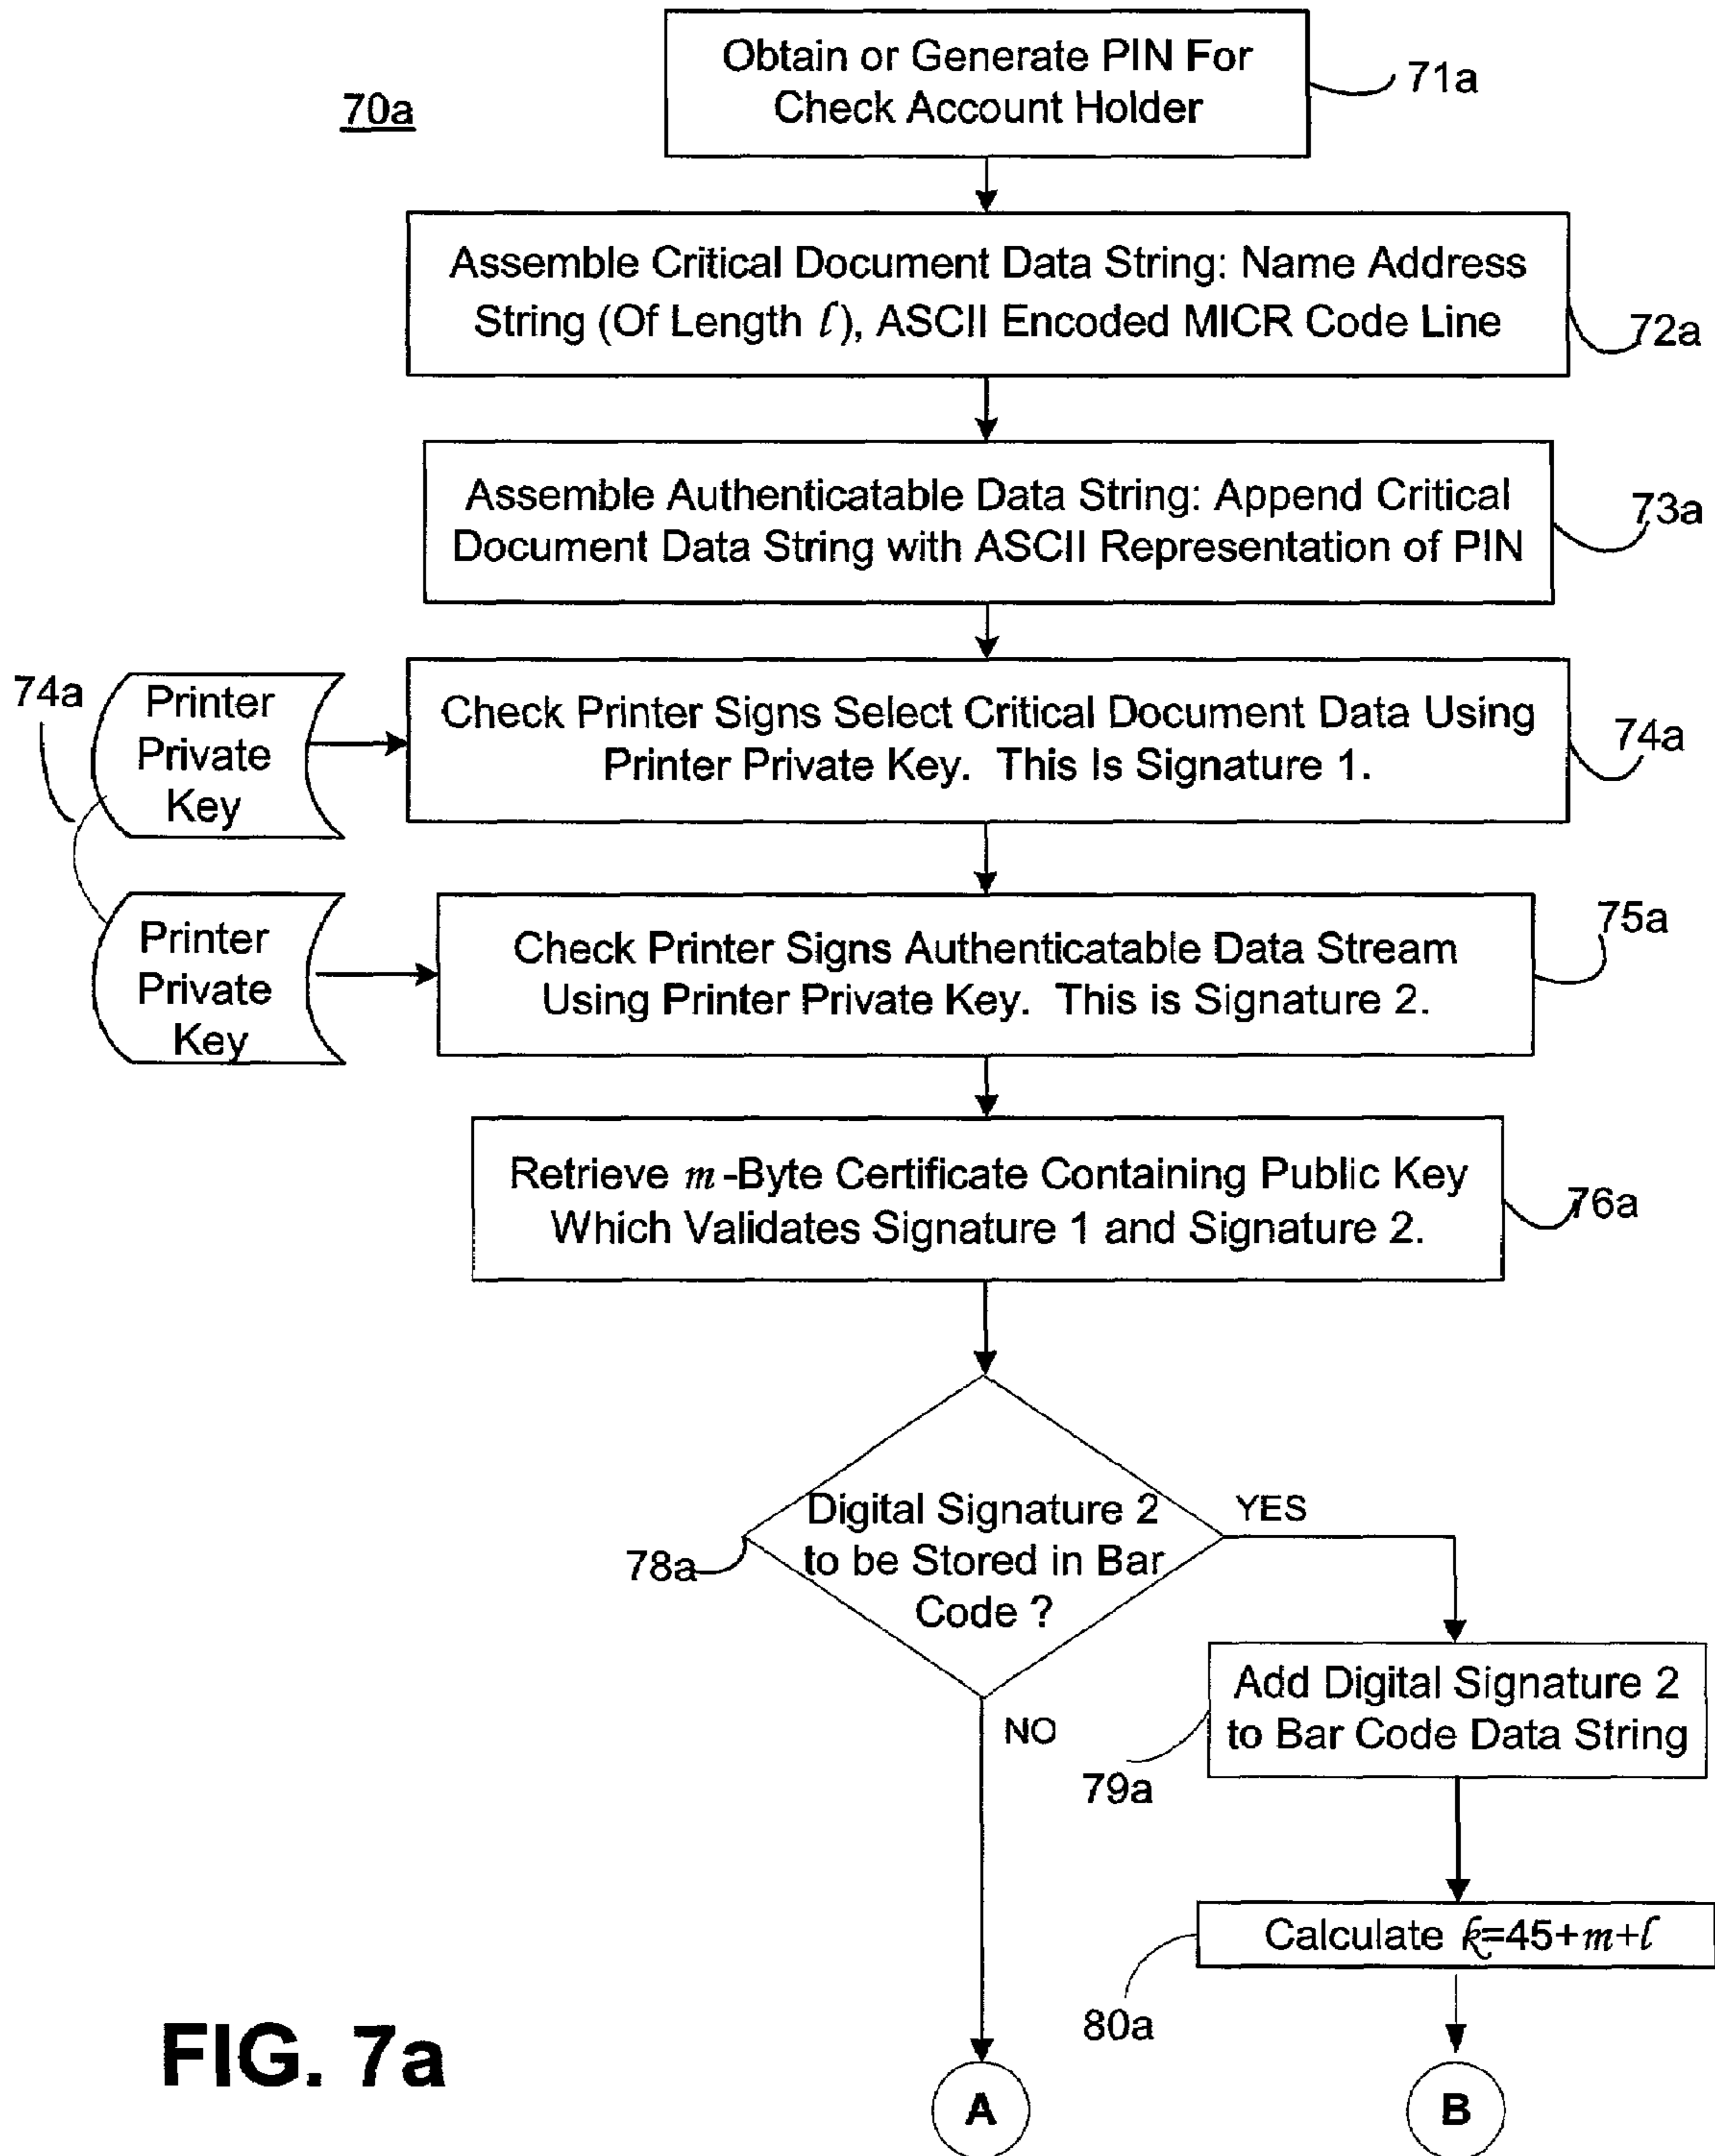 70a
Obtain or Generate PIN For
Check Account Holder
71a
Assemble Critical Document Data String: Name Address
String (Of Length ℓ), ASCII Encoded MICR Code Line
72a
Assemble Authenticatable Data String: Append Critical
Document Data String with ASCII Representation of PIN
73a
74a
Printer
Private
Key
Check Printer Signs Select Critical Document Data Using
Printer Private Key. This Is Signature 1.
74a
Printer
Private
Key
Check Printer Signs Authenticatable Data Stream
Using Printer Private Key. This is Signature 2.
75a
Retrieve m-Byte Certificate Containing Public Key
Which Validates Signature 1 and Signature 2.
76a
Digital Signature 2
to be Stored in Bar
Code ?
78a
YES
NO
Add Digital Signature 2
to Bar Code Data String
79a
Calculate k=45+m+ℓ
80a
A
B
FIG. 7a